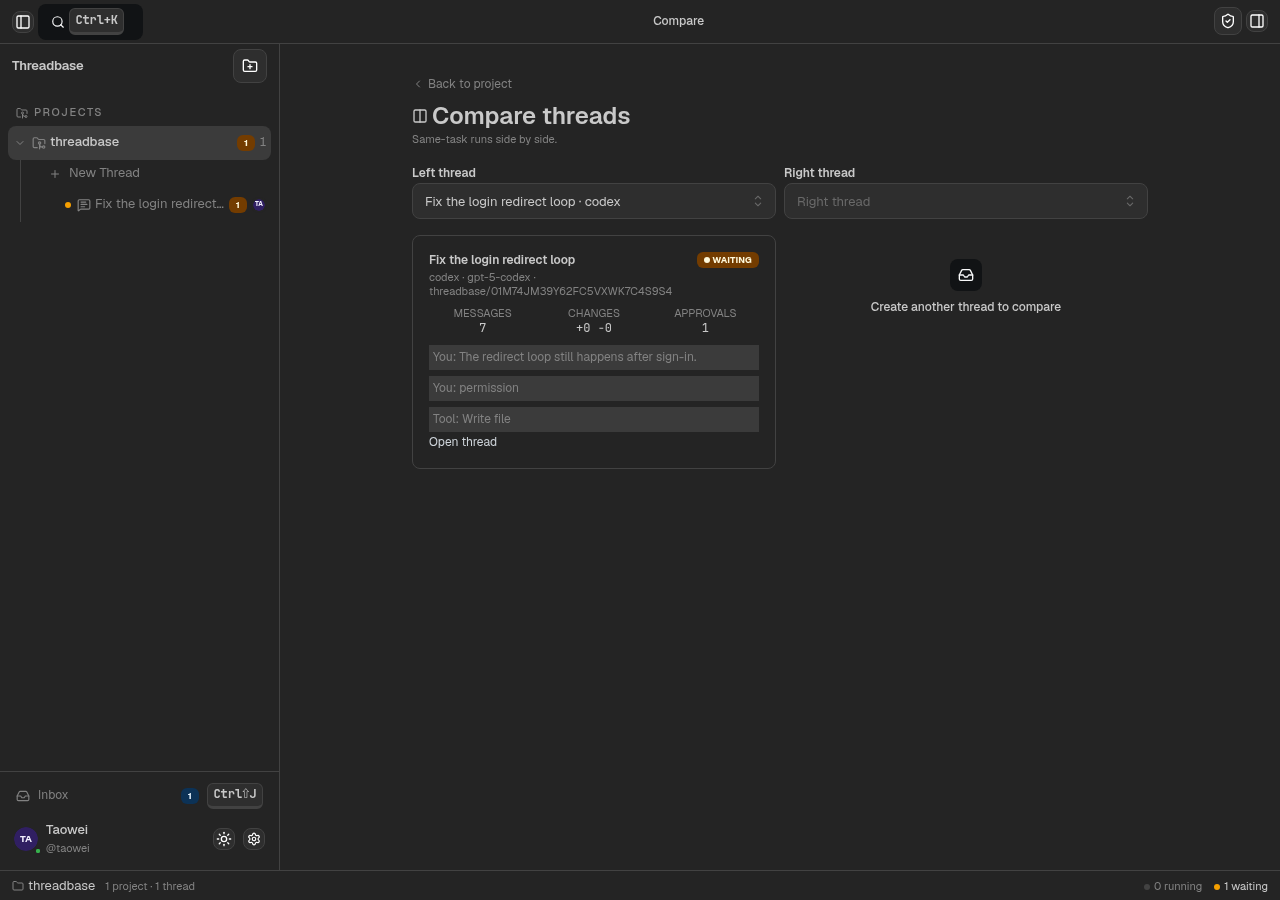 Ctrl+K
Compare
Threadbase
PROJECTS
threadbase
1 1
New Thread
Fix the login redirect…
1
TA
Back to project
Compare threads
Same-task runs side by side.
Left thread
Right thread
Fix the login redirect loop · codex
Right thread
Fix the login redirect loop
WAITING
codex · gpt-5-codex ·
threadbase/01M74JM39Y62FC5VXWK7C4S9S4
MESSAGES CHANGES APPROVALS
7 +0 -0 1
You: The redirect loop still happens after sign-in.
You: permission
Tool: Write file
Open thread
Create another thread to compare
Inbox
1
Ctrl⇧J
TA
Taowei
@taowei
threadbase
1 project · 1 thread
0 running
1 waiting